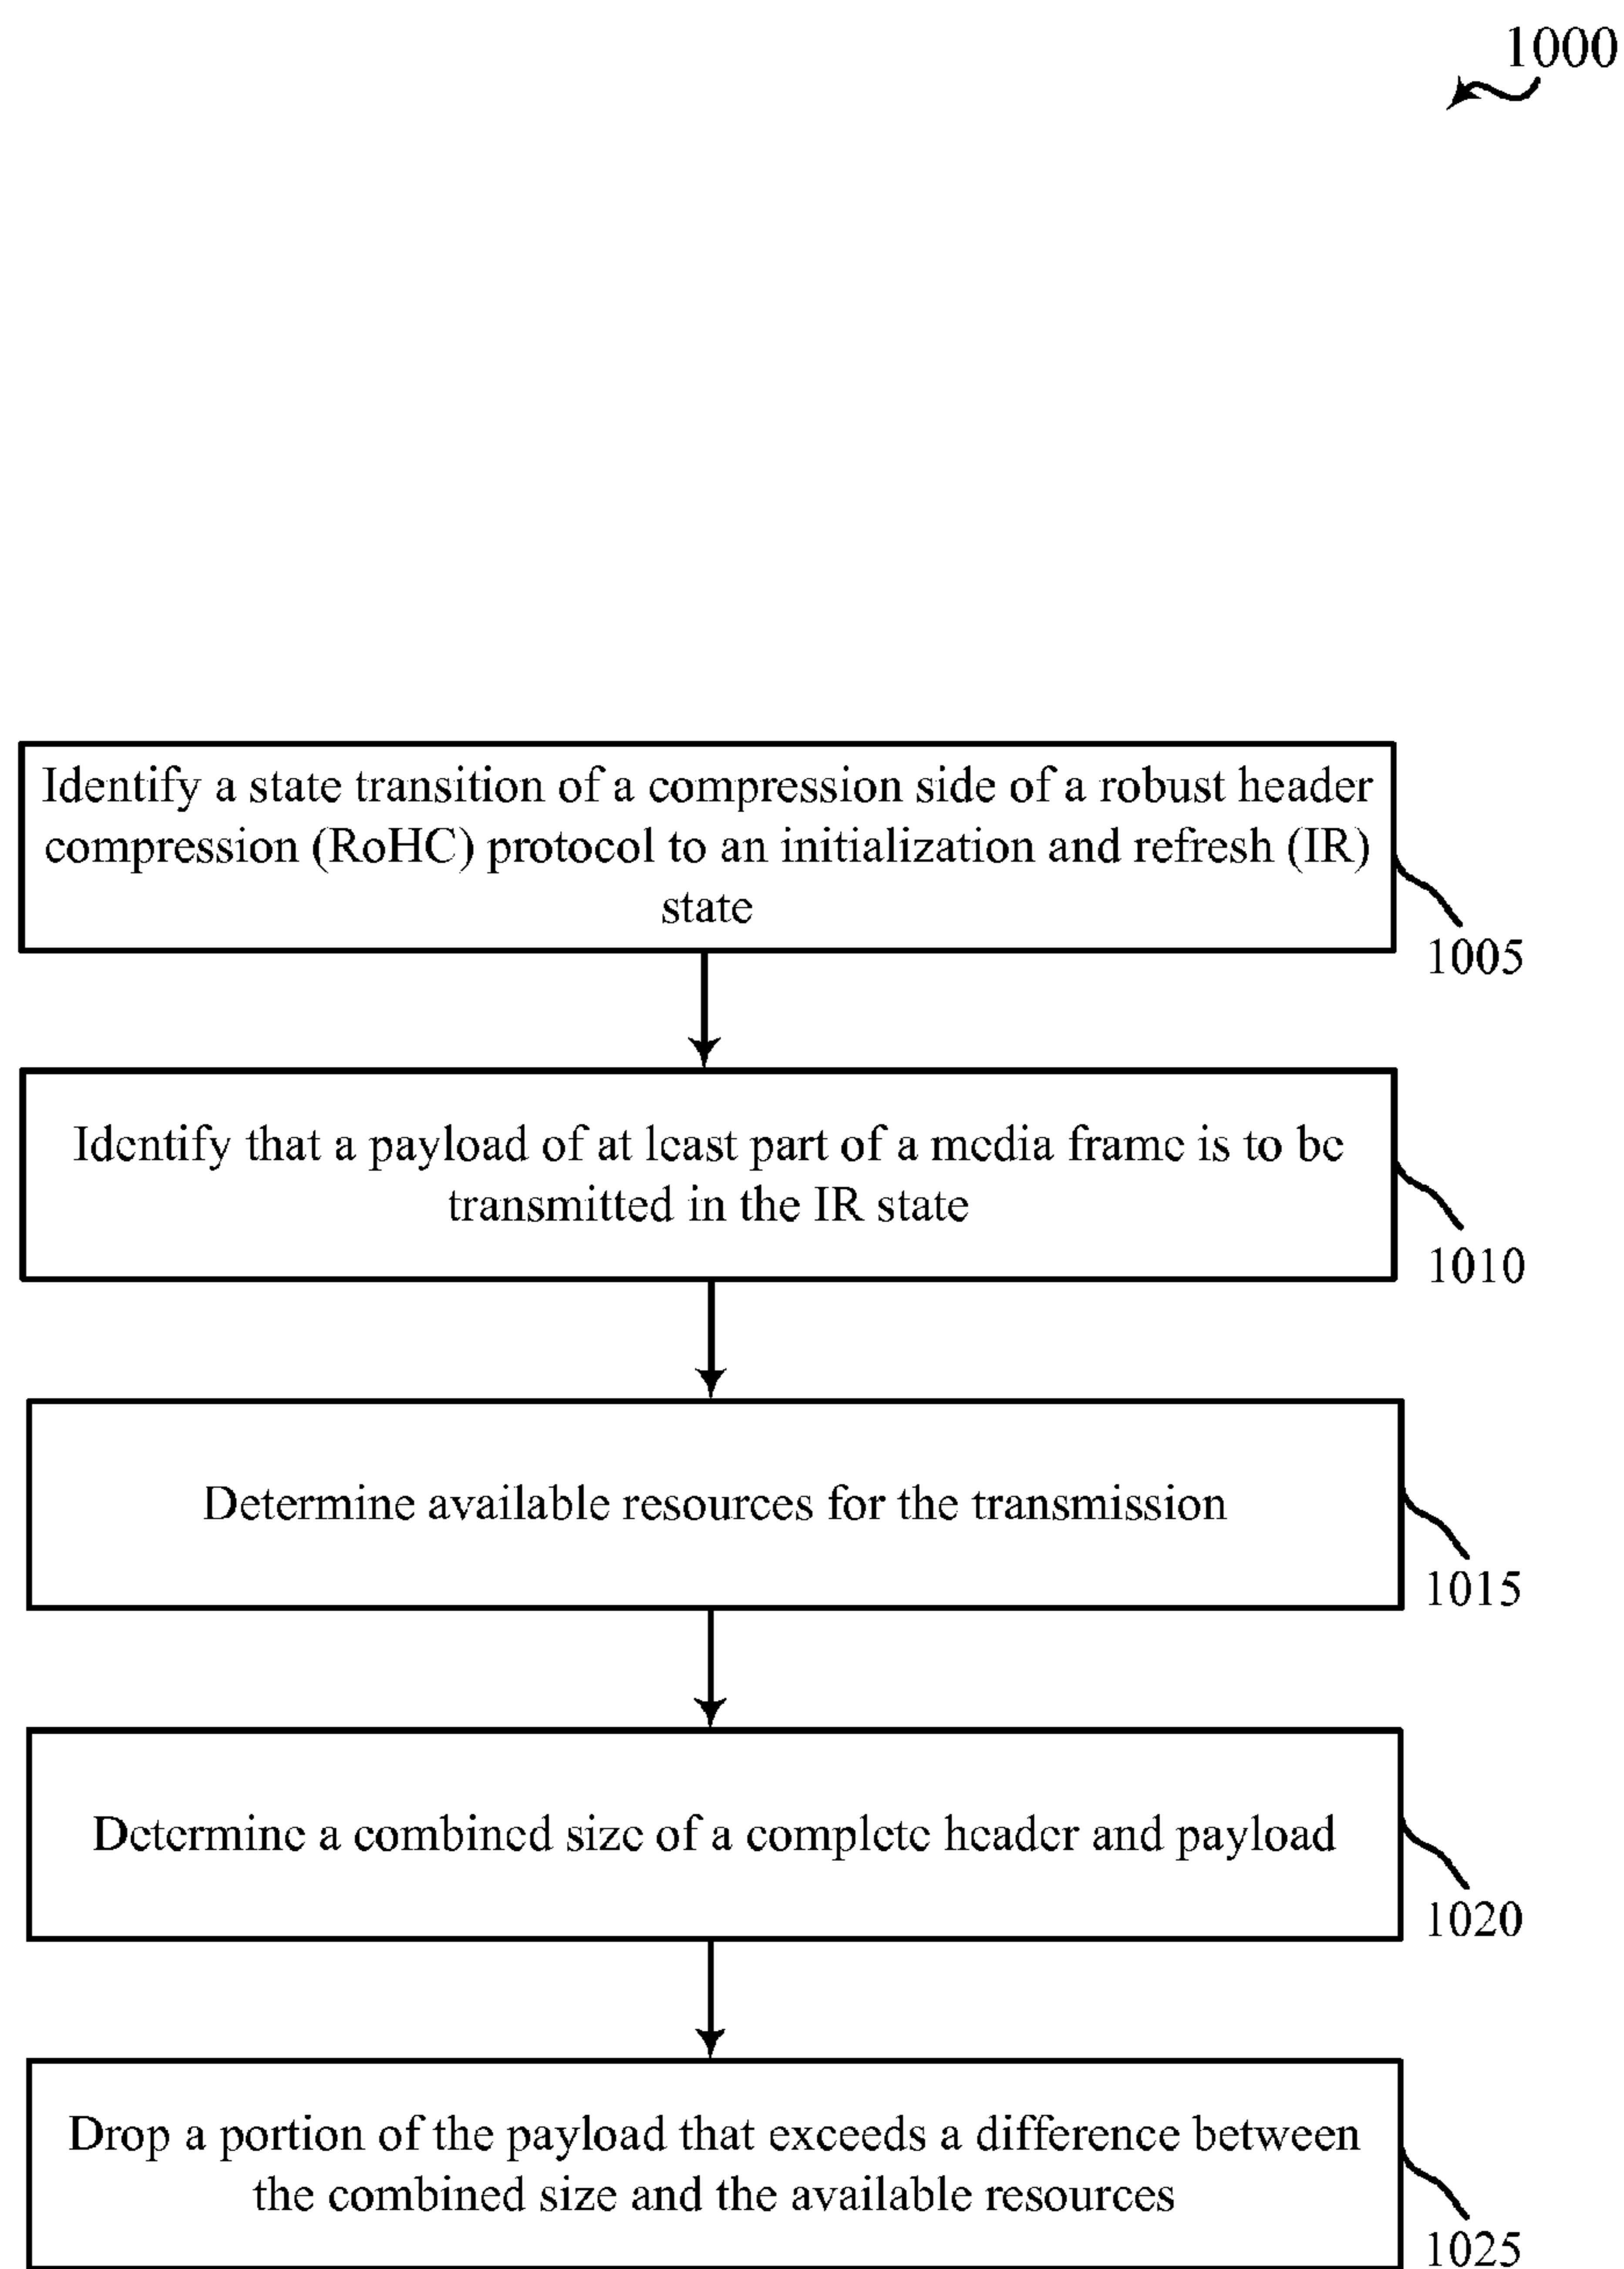 1000
Identify a state transition of a compression side of a robust header
compression (RoHC) protocol to an initialization and refresh (IR)
state
1005
Identify that a payload of at least part of a media frame is to be
transmitted in the IR state
1010
Determine available resources for the transmission
1015
Determine a combined size of a complete header and payload
1020
Drop a portion of the payload that exceeds a difference between
the combined size and the available resources
1025